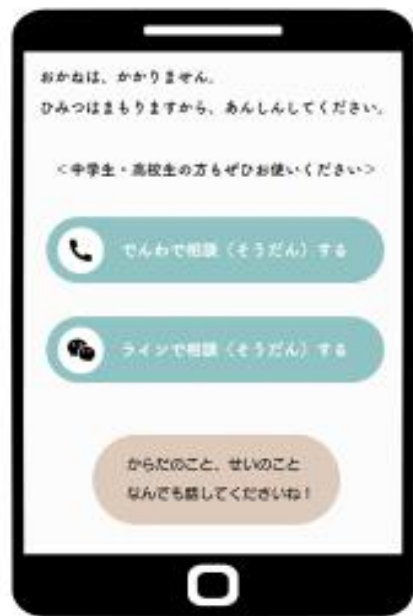 おかねは、かかりません。
ひみつはまもりますから、あんしんしてください。
＜中学生・高校生の方もぜひお使いください＞
でんわで相談（そうだん）する
ラインで相談（そうだん）する
からだのこと、せいのこと
なんでも話してくださいね！